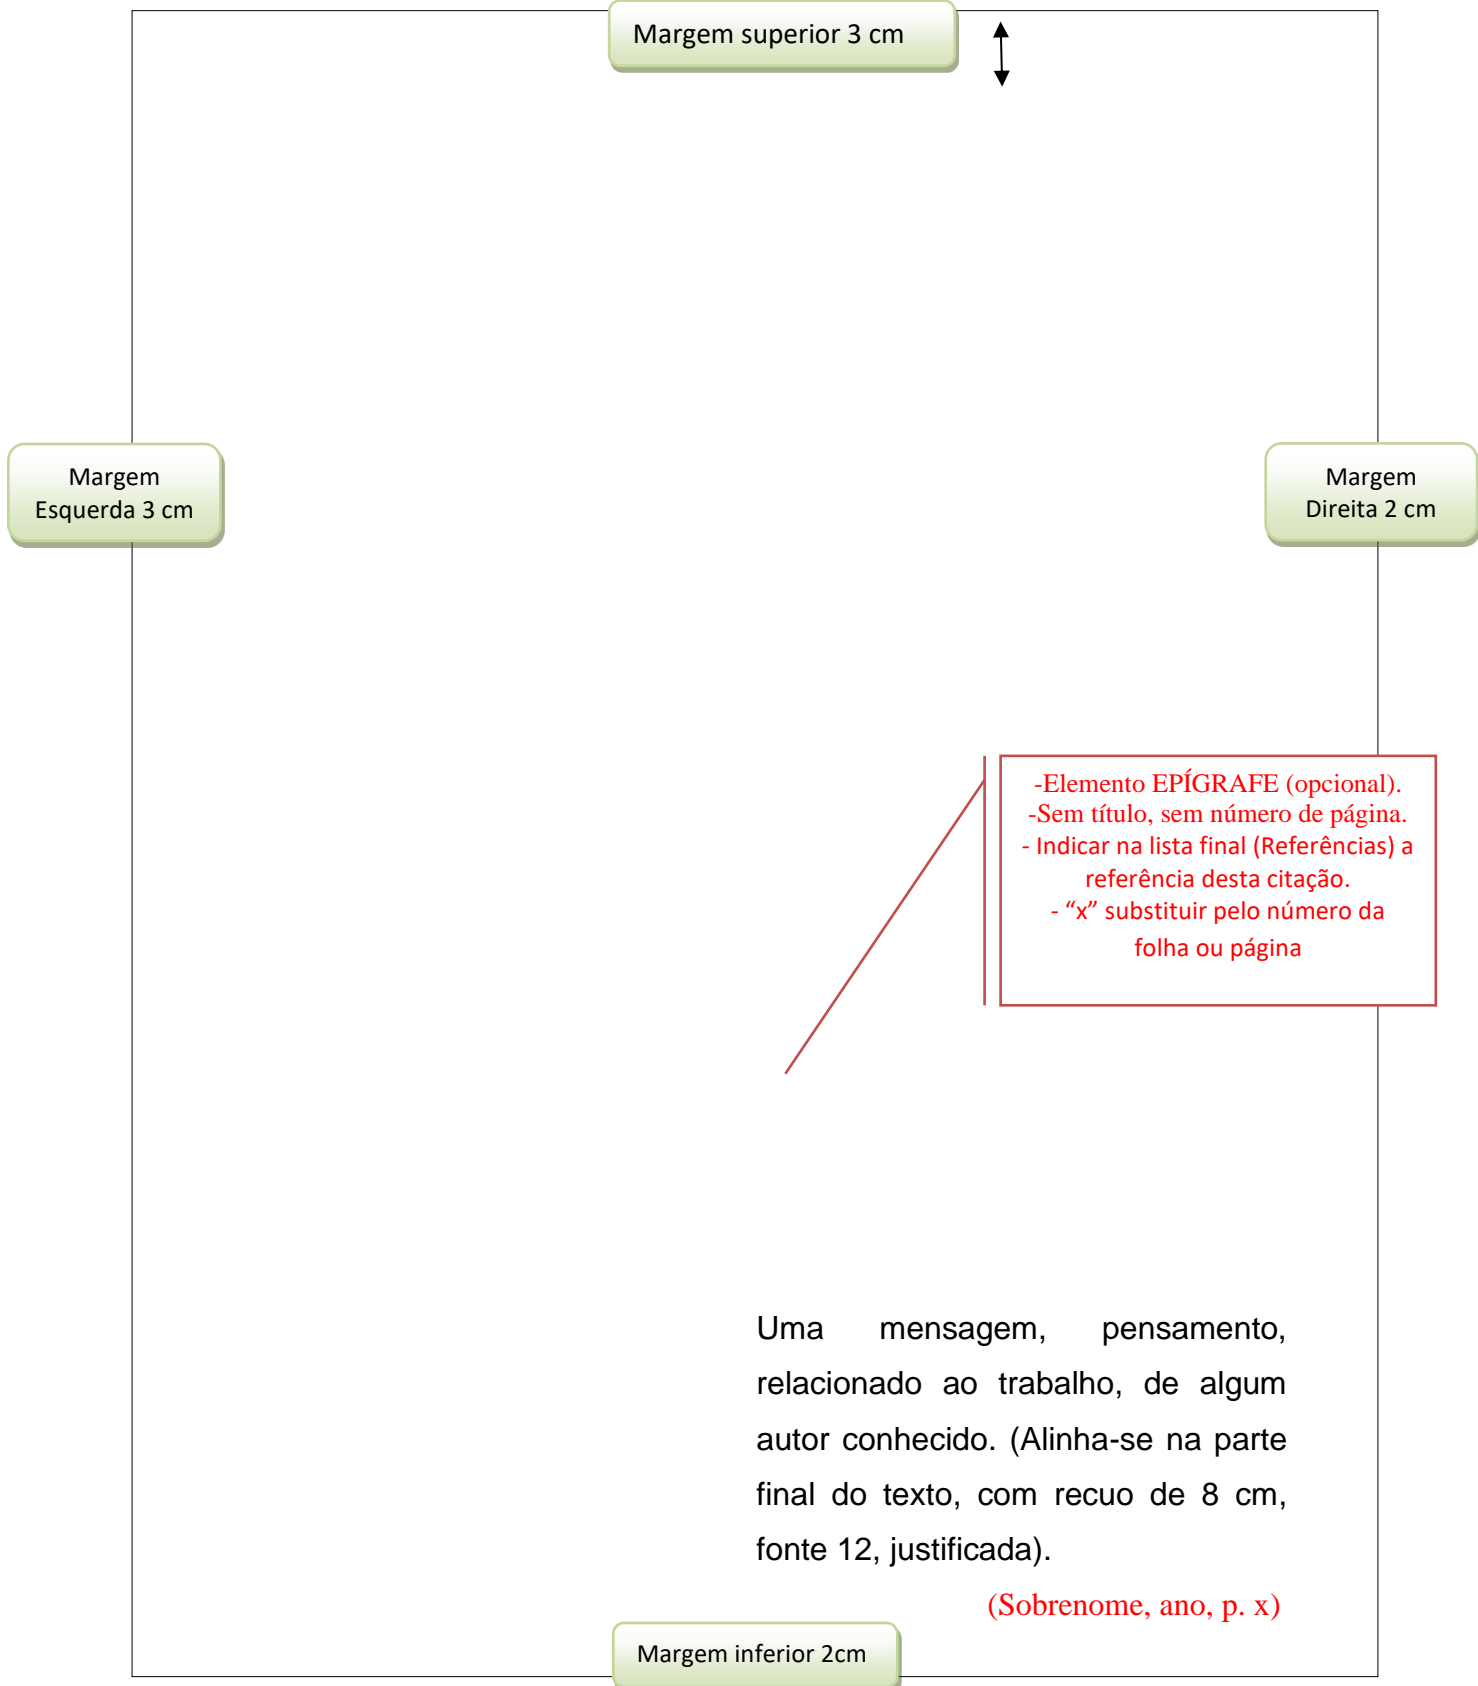 Margem superior 3 cm
Margem
Esquerda 3 cm
Margem
Direita 2 cm
-Elemento EPÍGRAFE (opcional).
-Sem título, sem número de página.
- Indicar na lista final (Referências) a
referência desta citação.
- “x” substituir pelo número da
folha ou página
Uma mensagem, pensamento,
relacionado ao trabalho, de algum
autor conhecido. (Alinha-se na parte
final do texto, com recuo de 8 cm,
fonte 12, justificada).
(Sobrenome, ano, p. x)
Margem inferior 2cm